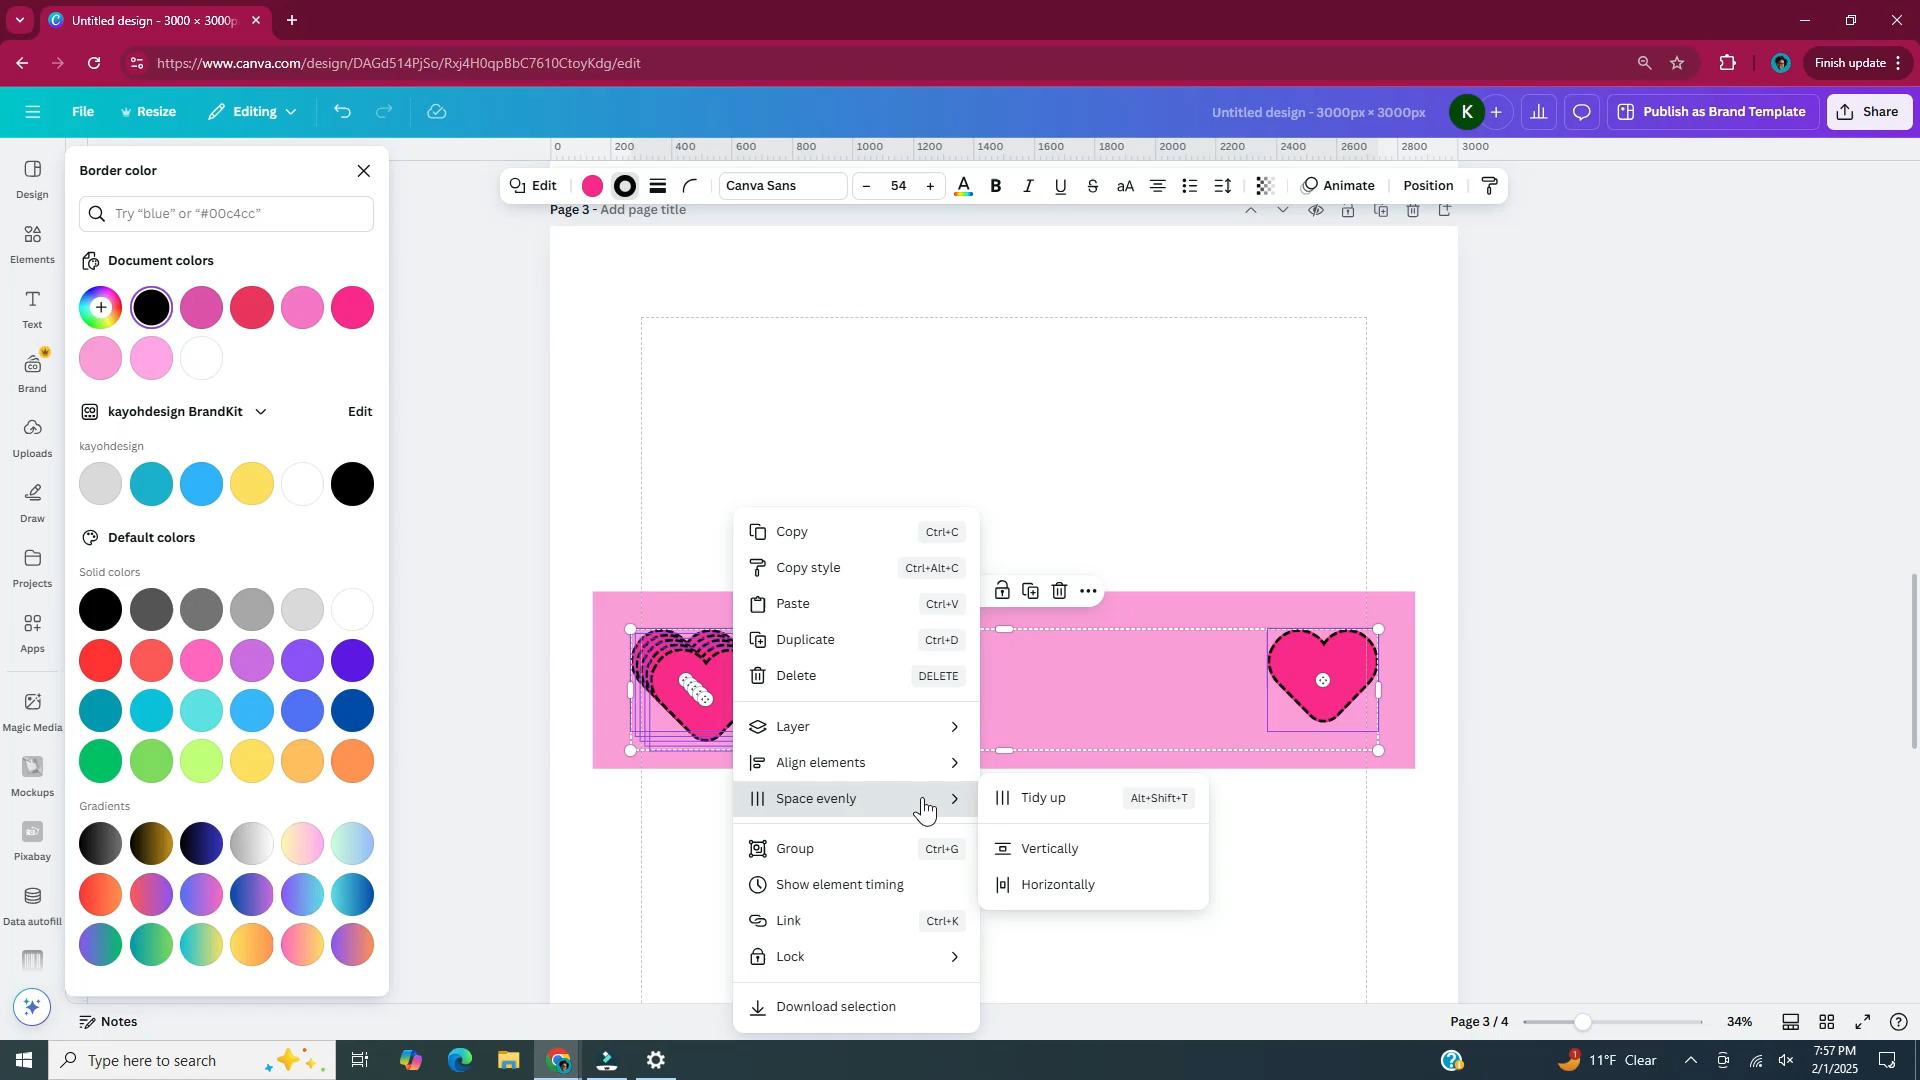 Untitled design - 3000 × 3000p
https://www.canva.com/design/DAGd514PjSo/Rxj4H0qpBbC7610CtoyKdg/edit
Finish update
File
Resize
Editing
Untitled design - 3000px × 3000px
K
Publish as Brand Template
Share
Design
Elements
Text
Brand
Uploads
Draw
Projects
Apps
Magic Media
Mockups
Pixabay
Data autofill
Border color
Try “blue” or “#00c4cc”
Document colors
kayohdesign BrandKit
Edit
kayohdesign
Default colors
Solid colors
Gradients
0 200 400 600 800 1000 1200 1400 1600 1800 2000 2200 2400 2600 2800 3000
Edit
Canva Sans
– 54 +
A B I U S aA
Animate
Position
Page 3 - Add page title
Copy Ctrl+C
Copy style Ctrl+Alt+C
Paste Ctrl+V
Duplicate Ctrl+D
Delete DELETE
Layer
Align elements
Space evenly
Group Ctrl+G
Show element timing
Link Ctrl+K
Lock
Download selection
Tidy up Alt+Shift+T
Vertically
Horizontally
Notes
Page 3 / 4
34%
Type here to search
1
11°F Clear
7:57 PM
2/1/2025